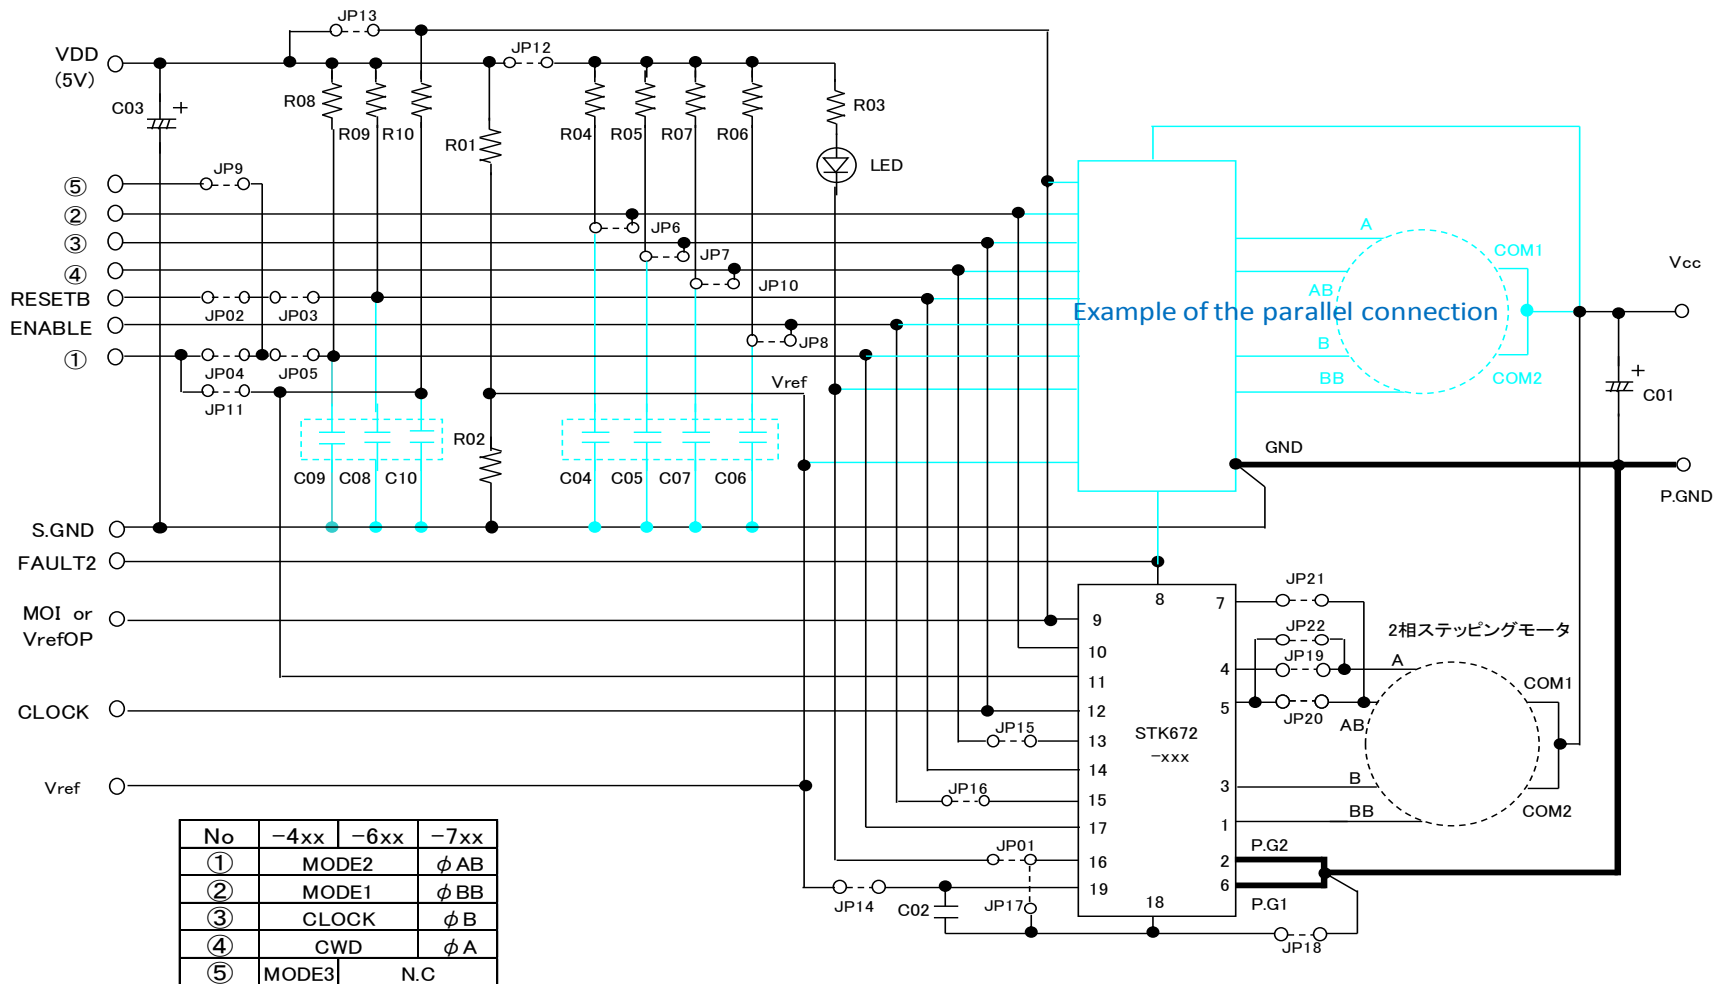 JP13
VDD
(5V)
JP12
C03
+
R08
R09
R10
R01
R04
R05
R07
R06
R03
LED
⑤
JP9
②
JP6
③
JP7
④
JP10
RESETB
JP02
JP03
ENABLE
JP8
①
JP04
JP05
JP11
Vref
R02
C09
C08
C10
C04
C05
C07
C06
A
AB
B
BB
COM1
COM2
Example of the parallel connection
Vcc
+
C01
GND
P.GND
S.GND
FAULT2
MOI or
VrefOP
CLOCK
Vref
8
7
9
10
11
12
13
14
15
17
16
19
18
4
5
3
1
2
6
STK672
-xxx
JP21
JP22
JP19
JP20
2相ステッピングモータ
A
AB
B
BB
COM1
COM2
JP15
JP16
JP01
JP14
C02
JP17
P.G2
P.G1
JP18
No -4xx -6xx -7xx
① MODE2 φAB
② MODE1 φBB
③ CLOCK φB
④ CWD φA
⑤ MODE3 N.C